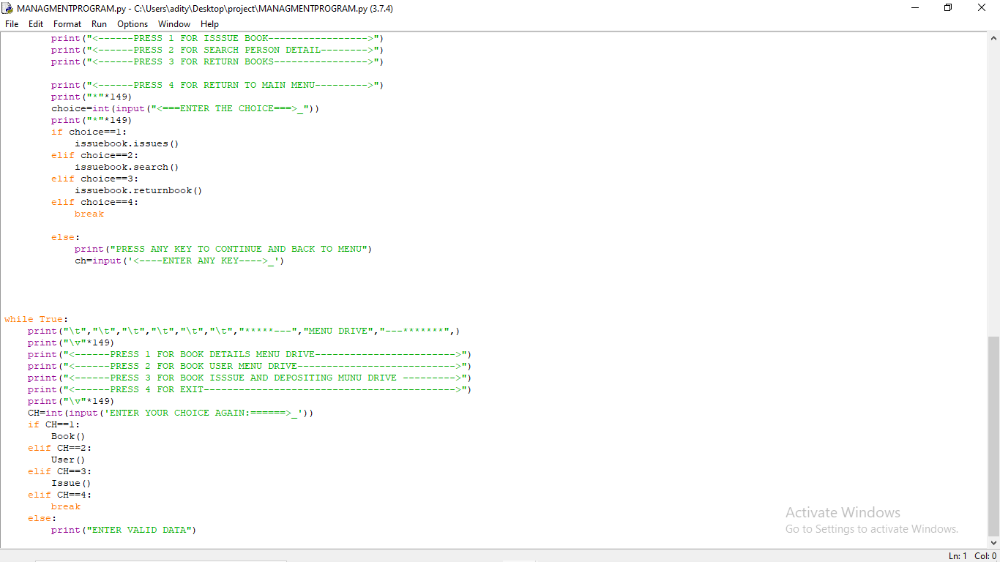 MANAGMENTPROGRAM.py - C:\Users\adity\Desktop\project\MANAGMENTPROGRAM.py (3.7.4)
File Edit Format Run Options Window Help
        print("<------PRESS 1 FOR ISSSUE BOOK----------------->")
        print("<------PRESS 2 FOR SEARCH PERSON DETAIL-------->")
        print("<------PRESS 3 FOR RETURN BOOKS---------------->")

        print("<------PRESS 4 FOR RETURN TO MAIN MENU--------->")
        print("*"*149)
        choice=int(input("<===ENTER THE CHOICE===>_"))
        print("*"*149)
        if choice==1:
            issuebook.issues()
        elif choice==2:
            issuebook.search()
        elif choice==3:
            issuebook.returnbook()
        elif choice==4:
            break

        else:
            print("PRESS ANY KEY TO CONTINUE AND BACK TO MENU")
            ch=input('<----ENTER ANY KEY---->_')

while True:
    print("\t","\t","\t","\t","\t","\t","*****---","MENU DRIVE","---*******",)
    print("\v"*149)
    print("<------PRESS 1 FOR BOOK DETAILS MENU DRIVE------------------------>")
    print("<------PRESS 2 FOR BOOK USER MENU DRIVE--------------------------->")
    print("<------PRESS 3 FOR BOOK ISSSUE AND DEPOSITING MUNU DRIVE --------->")
    print("<------PRESS 4 FOR EXIT------------------------------------------->")
    print("\v"*149)
    CH=int(input('ENTER YOUR CHOICE AGAIN:======>_'))
    if CH==1:
        Book()
    elif CH==2:
        User()
    elif CH==3:
        Issue()
    elif CH==4:
        break
    else:
        print("ENTER VALID DATA")
Activate Windows
Go to Settings to activate Windows.
Ln: 1 Col: 0